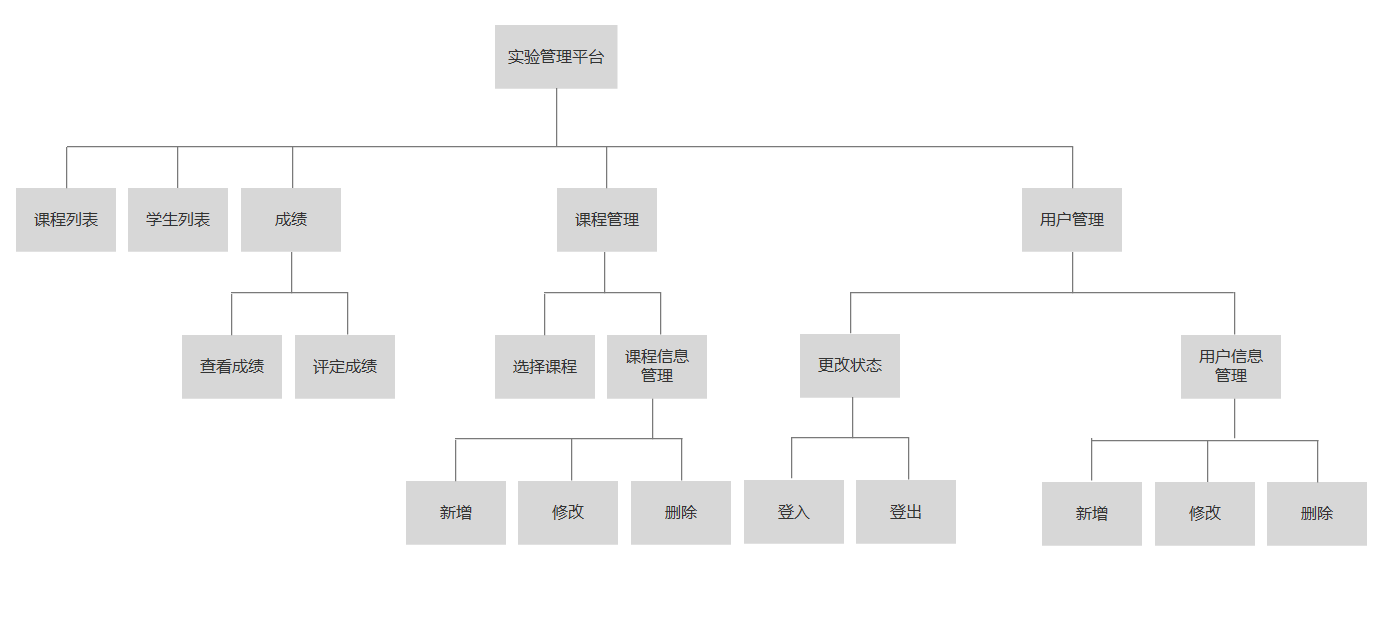 实验管理平台
课程列表
学生列表
成绩
课程管理
用户管理
查看成绩
评定成绩
选择课程
课程信息
管理
更改状态
用户信息
管理
新增
修改
删除
登入
登出
新增
修改
删除